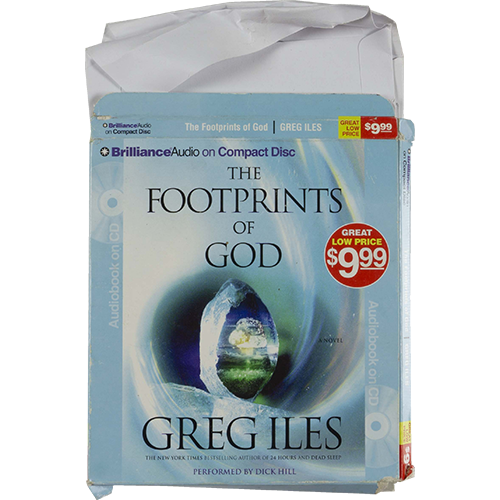 BrillianceAudio
on Compact Disc
The Footprints of God | GREG ILES
GREAT
LOW
PRICE
$9.99
BrillianceAudio on Compact Disc
THE
FOOTPRINTS
OF
GOD
GREAT
LOW PRICE
$9.99
Audiobook on CD
A NOVEL
GREG ILES
THE NEW YORK TIMES BESTSELLING AUTHOR OF 24 HOURS AND DEAD SLEEP
PERFORMED BY DICK HILL
Audiobook on CD